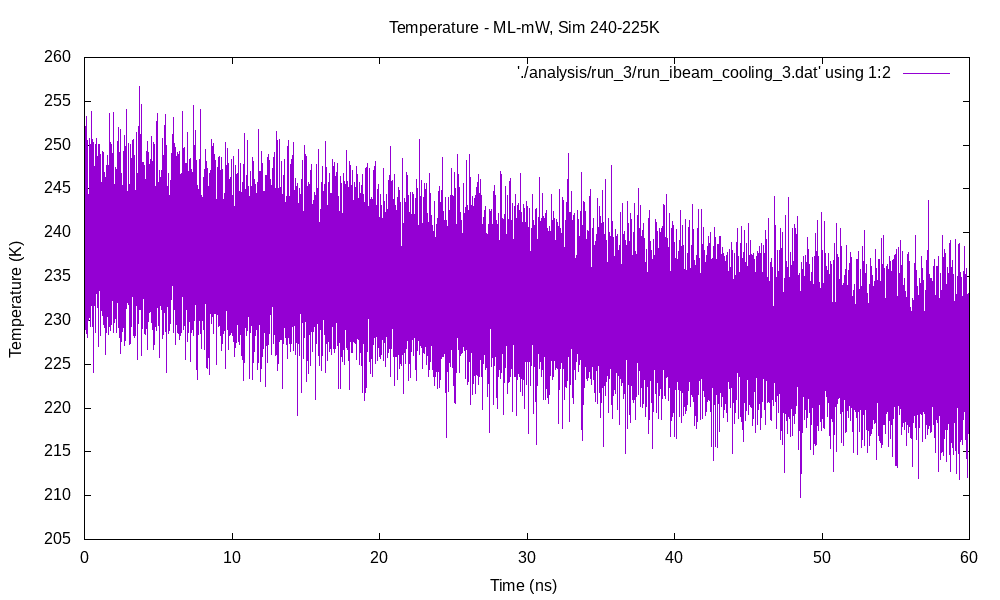 Temperature - ML-mW, Sim 240-225K
'./analysis/run_3/run_ibeam_cooling_3.dat' using 1:2
260
255
250
245
240
235
230
225
220
215
210
205
Temperature (K)
0 10 20 30 40 50 60
Time (ns)